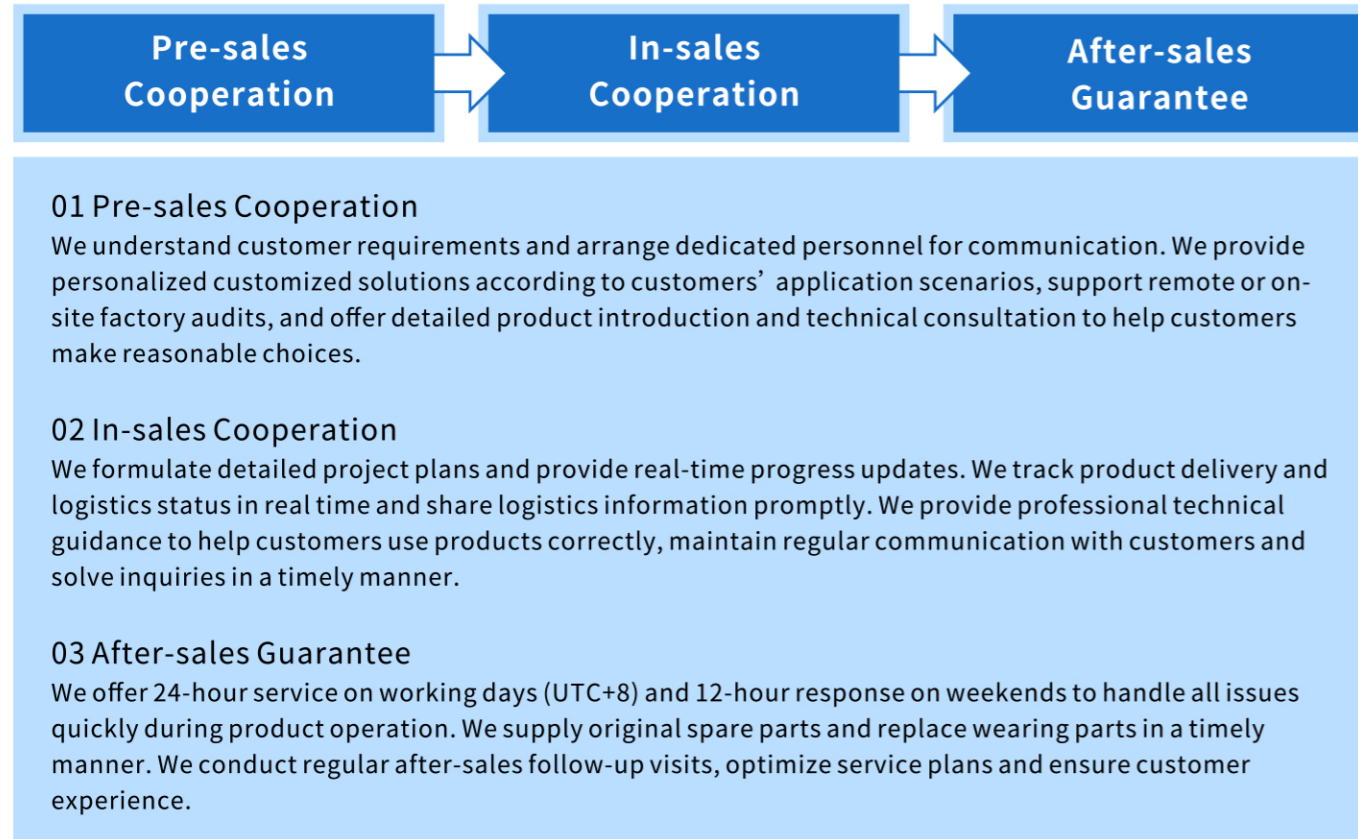 Pre-sales
Cooperation
In-sales
Cooperation
After-sales
Guarantee
01 Pre-sales Cooperation
We understand customer requirements and arrange dedicated personnel for communication. We provide
personalized customized solutions according to customers’ application scenarios, support remote or on-
site factory audits, and offer detailed product introduction and technical consultation to help customers
make reasonable choices.
02 In-sales Cooperation
We formulate detailed project plans and provide real-time progress updates. We track product delivery and
logistics status in real time and share logistics information promptly. We provide professional technical
guidance to help customers use products correctly, maintain regular communication with customers and
solve inquiries in a timely manner.
03 After-sales Guarantee
We offer 24-hour service on working days (UTC+8) and 12-hour response on weekends to handle all issues
quickly during product operation. We supply original spare parts and replace wearing parts in a timely
manner. We conduct regular after-sales follow-up visits, optimize service plans and ensure customer
experience.